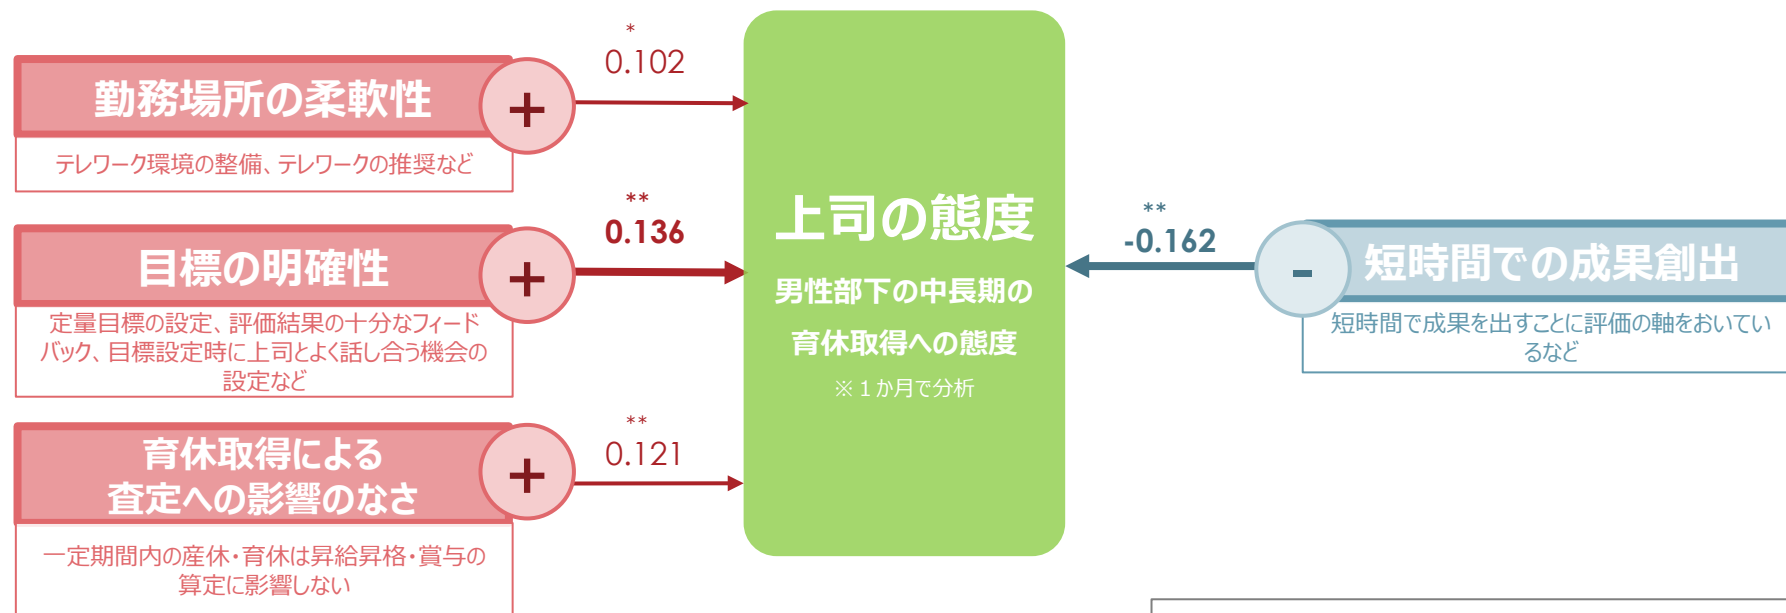 *
0.102
勤務場所の柔軟性
+
テレワーク環境の整備、テレワークの推奨など
**
0.136
目標の明確性
+
定量目標の設定、評価結果の十分なフィード
バック、目標設定時に上司とよく話し合う機会の
設定など
**
0.121
育休取得による
査定への影響のなさ
+
一定期間内の産休・育休は昇給昇格・賞与の
算定に影響しない
上司の態度
男性部下の中長期の
育休取得への態度
※１か月で分析
**
-0.162
-
短時間での成果創出
短時間で成果を出すことに評価の軸をおいてい
るなど